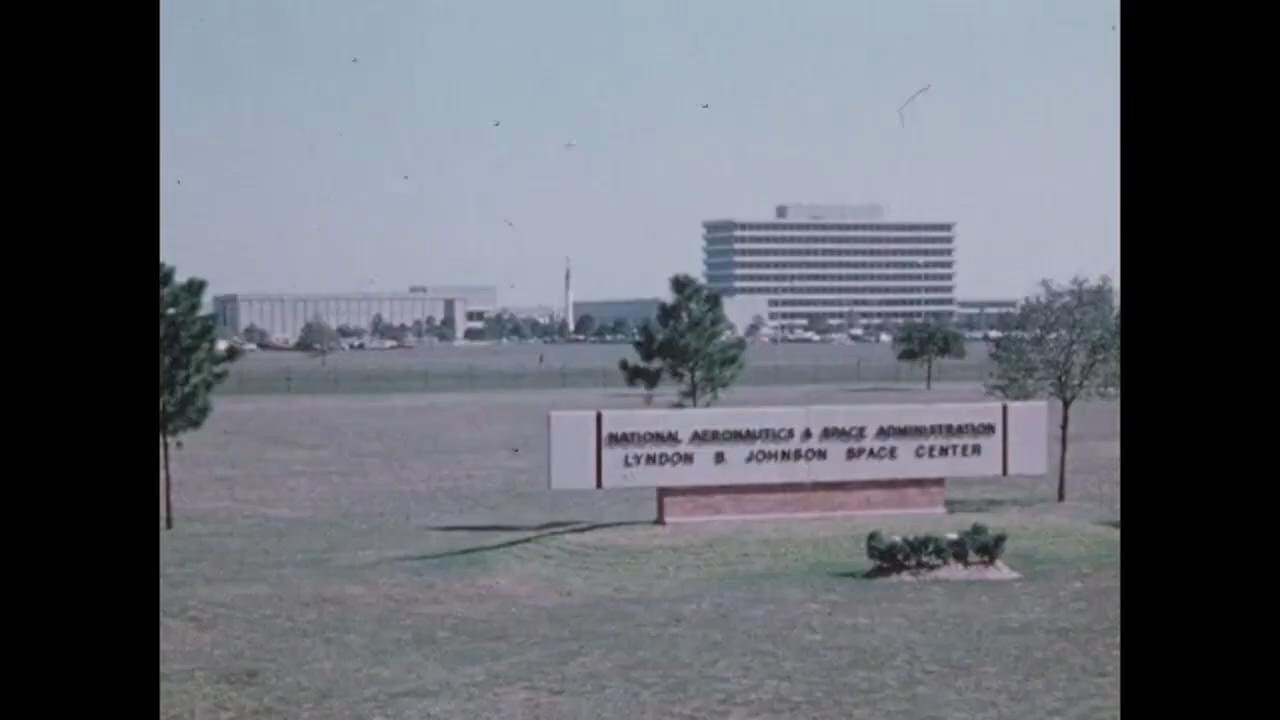 NATIONAL AERONAUTICS & SPACE ADMINISTRATION
LYNDON B. JOHNSON SPACE CENTER